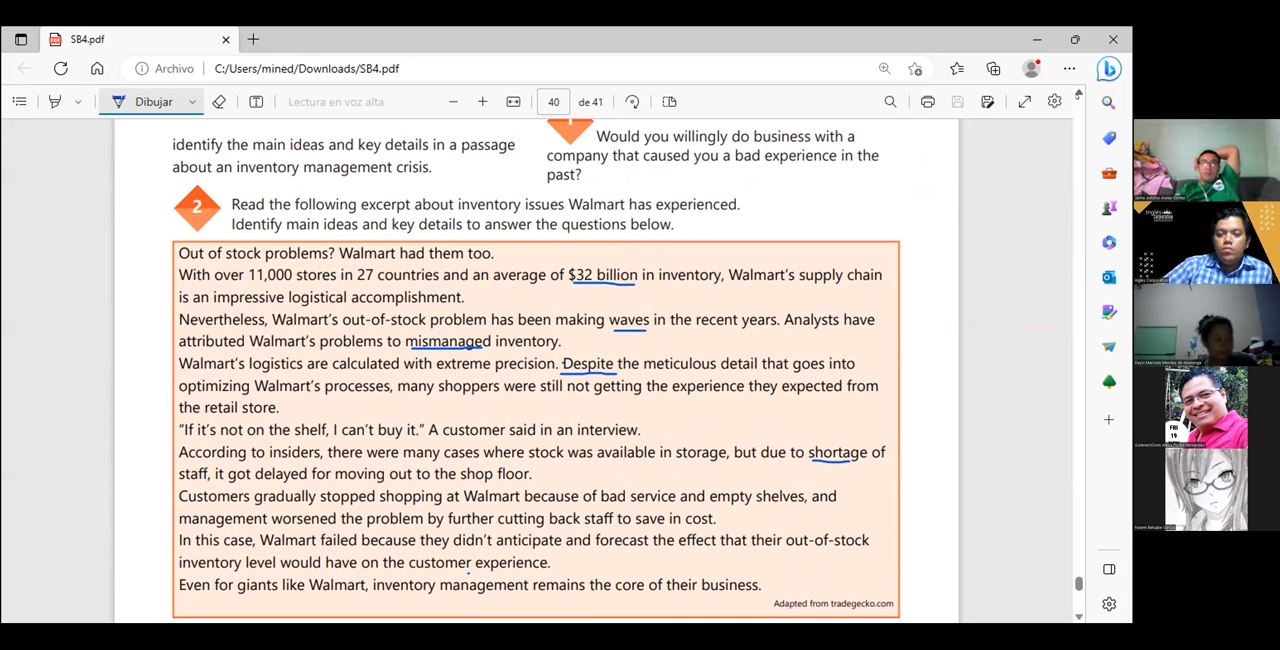 SB4.pdf
Archivo C:/Users/mined/Downloads/SB4.pdf
Dibujar
Lectura en voz alta
40 de 41
identify the main ideas and key details in a passage
about an inventory management crisis.
1 Would you willingly do business with a
company that caused you a bad experience in the
past?
2 Read the following excerpt about inventory issues Walmart has experienced.
Identify main ideas and key details to answer the questions below.
Out of stock problems? Walmart had them too.
With over 11,000 stores in 27 countries and an average of $32 billion in inventory, Walmart's supply chain
is an impressive logistical accomplishment.
Nevertheless, Walmart's out-of-stock problem has been making waves in the recent years. Analysts have
attributed Walmart's problems to mismanaged inventory.
Walmart's logistics are calculated with extreme precision. Despite the meticulous detail that goes into
optimizing Walmart's processes, many shoppers were still not getting the experience they expected from
the retail store.
"If it's not on the shelf, I can't buy it." A customer said in an interview.
According to insiders, there were many cases where stock was available in storage, but due to shortage of
staff, it got delayed for moving out to the shop floor.
Customers gradually stopped shopping at Walmart because of bad service and empty shelves, and
management worsened the problem by further cutting back staff to save in cost.
In this case, Walmart failed because they didn't anticipate and forecast the effect that their out-of-stock
inventory level would have on the customer experience.
Even for giants like Walmart, inventory management remains the core of their business.
Adapted from tradegecko.com
Inglés Corporativo
FRI
19